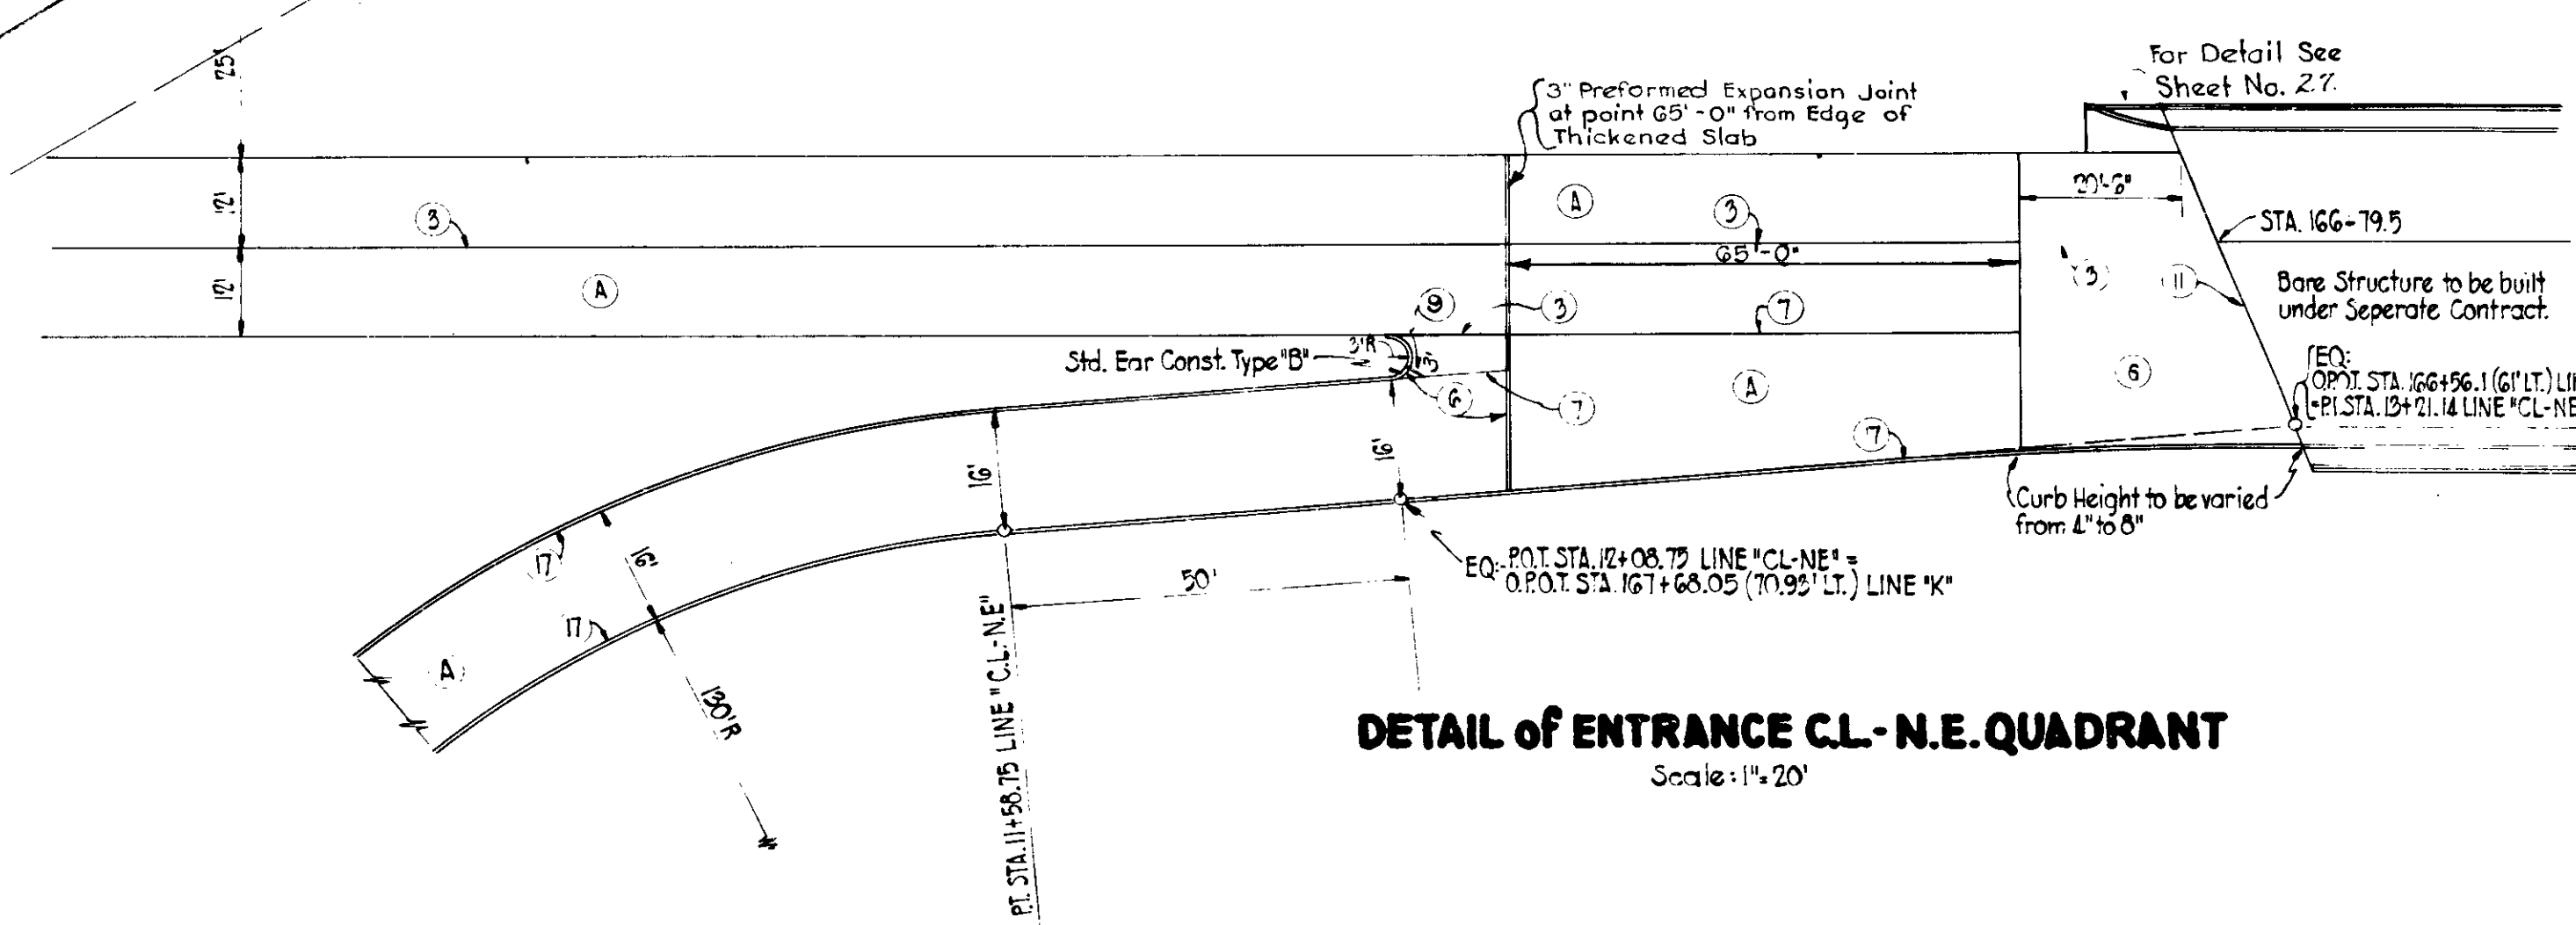 For Detail See
Sheet No. 27.
25'
3" Preformed Expansion Joint
at point 65'-0" from Edge of
Thickened Slab
12'
3
A
3
20'-6"
STA. 166+79.5
65'-0"
12'
A
9
3
7
3
11
Bare Structure to be built
under Seperate Contract.
Std. Ear Const. Type "B"
3'R
3'
6
7
A
6
EQ:
O.P.O.T. STA. 166+56.1 (61' LT.)
=P.I. STA. 13+21.14 LINE "CL-NE
7
16'
16'
Curb Height to be varied
from 4" to 8"
17
16'
50'
EQ:-P.O.T. STA. 12+08.75 LINE "CL-NE" =
O.P.O.T. STA. 167+68.05 (70.93' LT.) LINE "K"
17
A
130'R
P.T. STA. 11+58.75 LINE "C.L.-N.E"
DETAIL of ENTRANCE C.L.-N.E. QUADRANT
Scale: 1"=20'